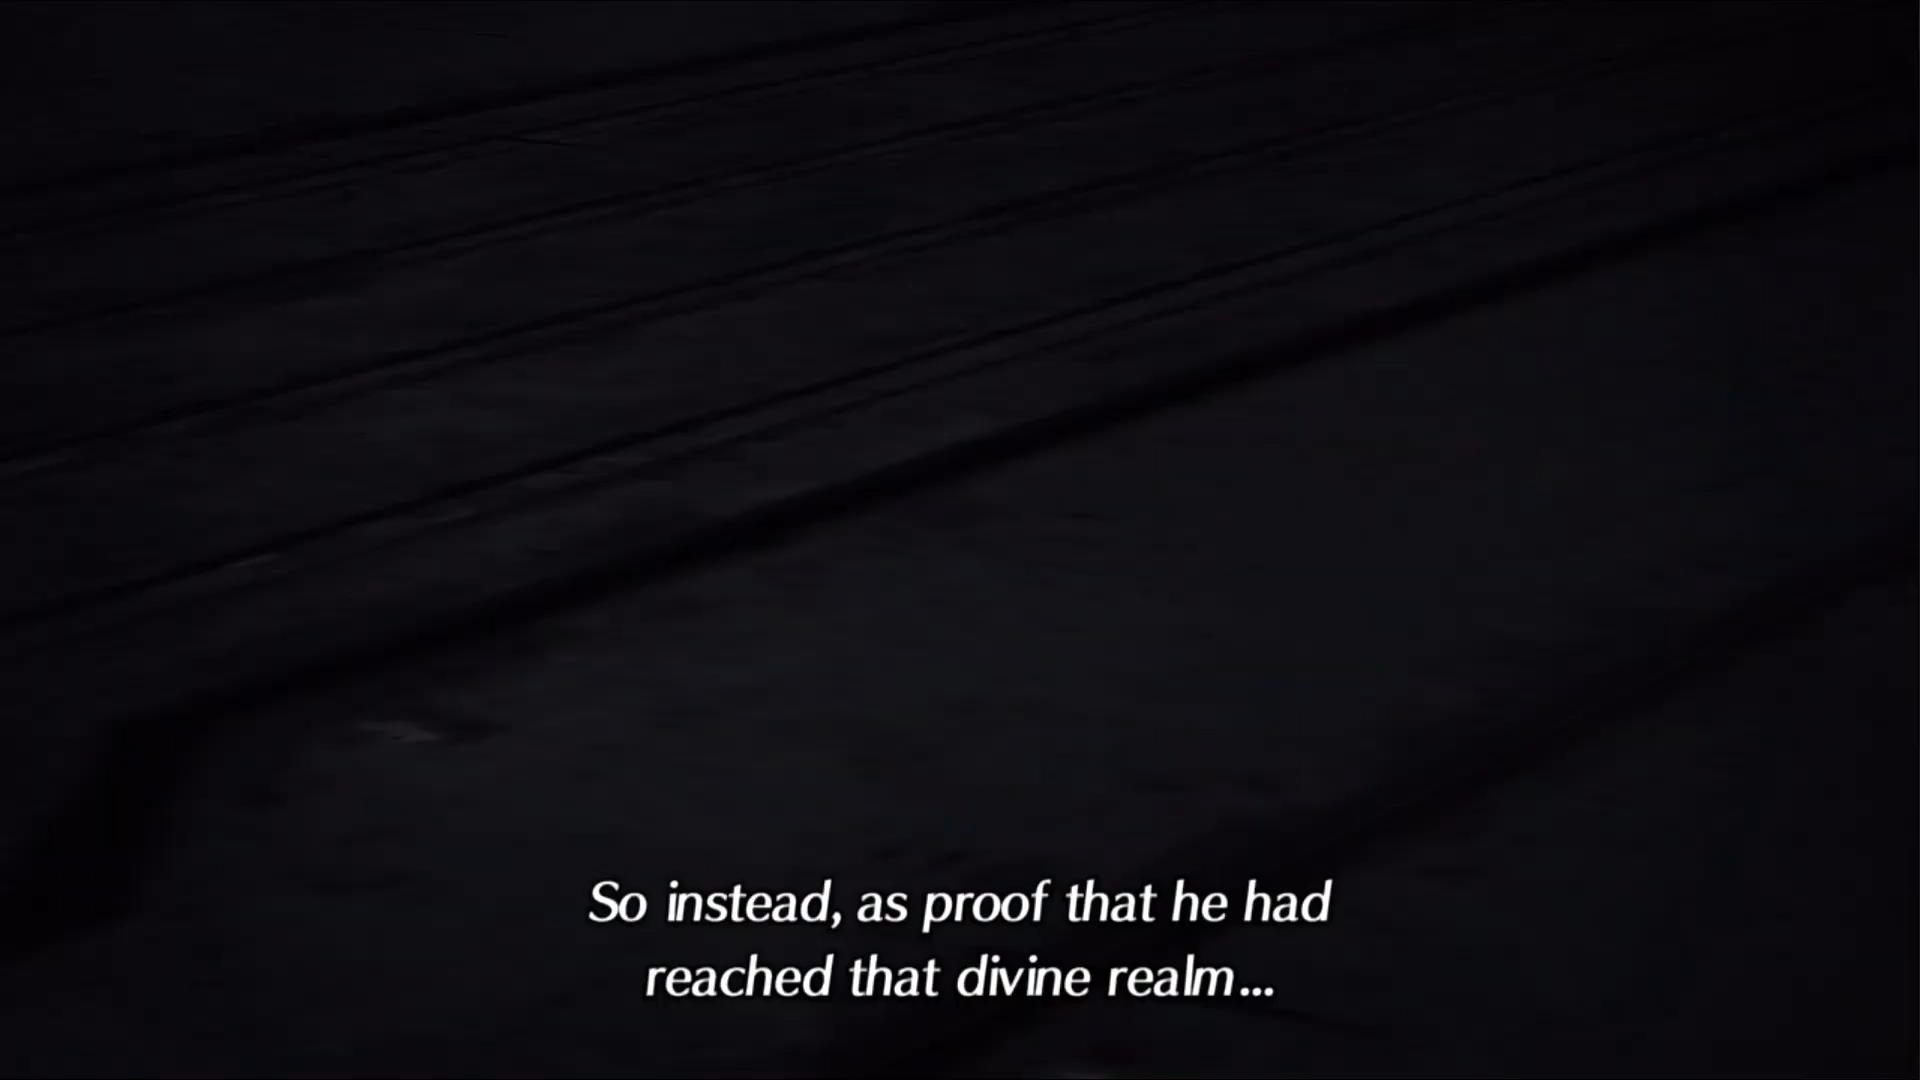 So instead, as proof that he had
reached that divine realm...